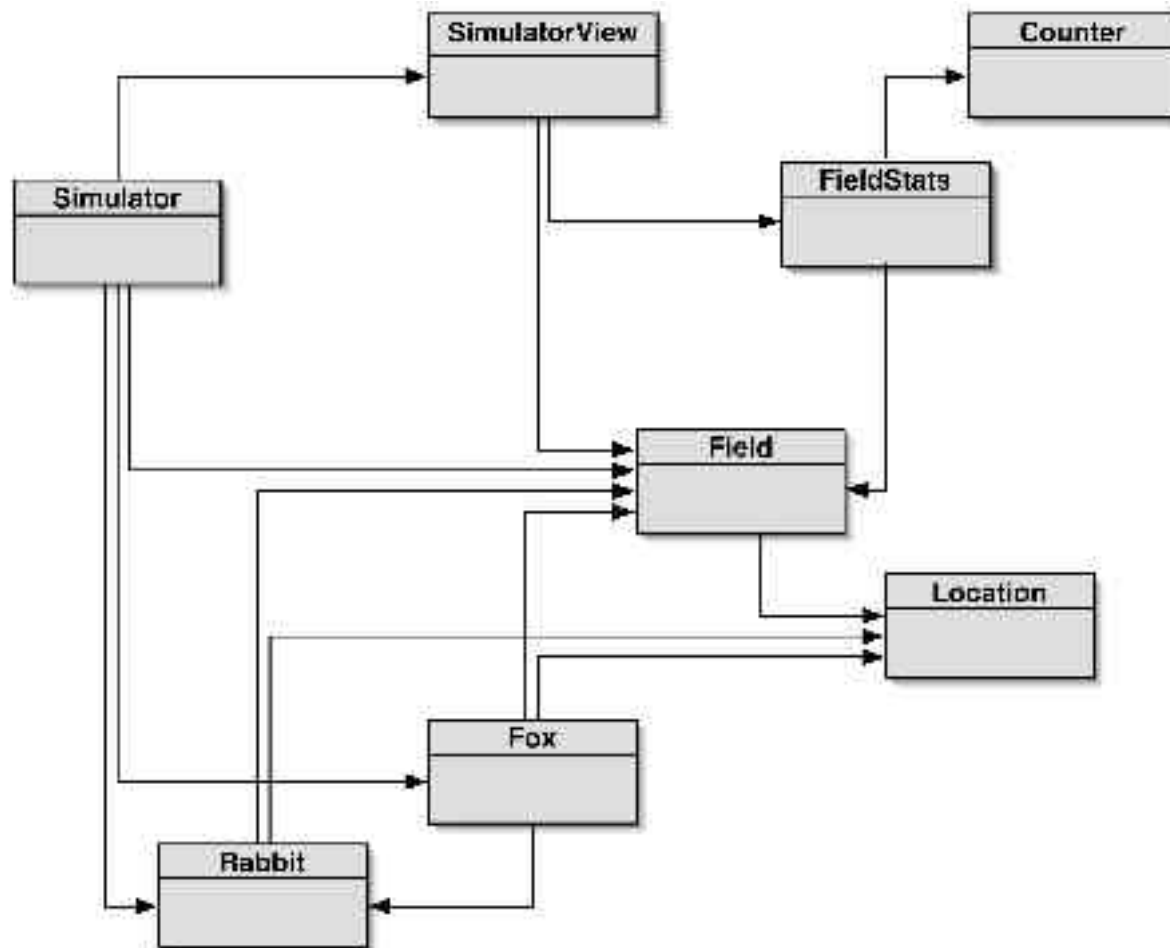 SimulatorView
Counter
FieldStats
Simulator
Field
Location
Fox
Rabbit